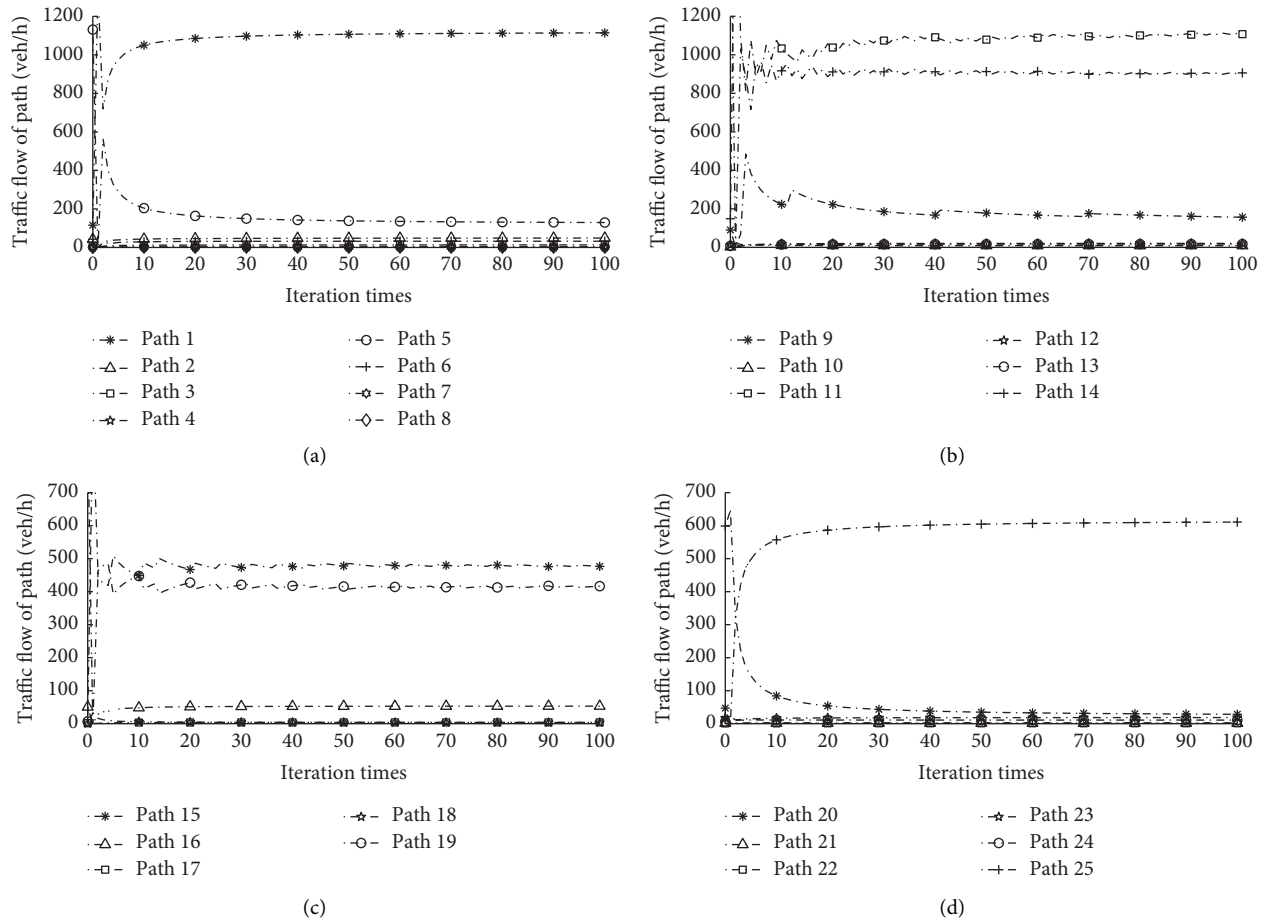 Traffic flow of path (veh/h)
1200
1000
800
600
400
200
0
0 10 20 30 40 50 60 70 80 90 100
Iteration times
Path 1
Path 2
Path 3
Path 4
Path 5
Path 6
Path 7
Path 8
(a)
Traffic flow of path (veh/h)
1200
1000
800
600
400
200
0
0 10 20 30 40 50 60 70 80 90 100
Iteration times
Path 9
Path 10
Path 11
Path 12
Path 13
Path 14
(b)
Traffic flow of path (veh/h)
700
600
500
400
300
200
100
0
0 10 20 30 40 50 60 70 80 90 100
Iteration times
Path 15
Path 16
Path 17
Path 18
Path 19
(c)
Traffic flow of path (veh/h)
700
600
500
400
300
200
100
0
0 10 20 30 40 50 60 70 80 90 100
Iteration times
Path 20
Path 21
Path 22
Path 23
Path 24
Path 25
(d)